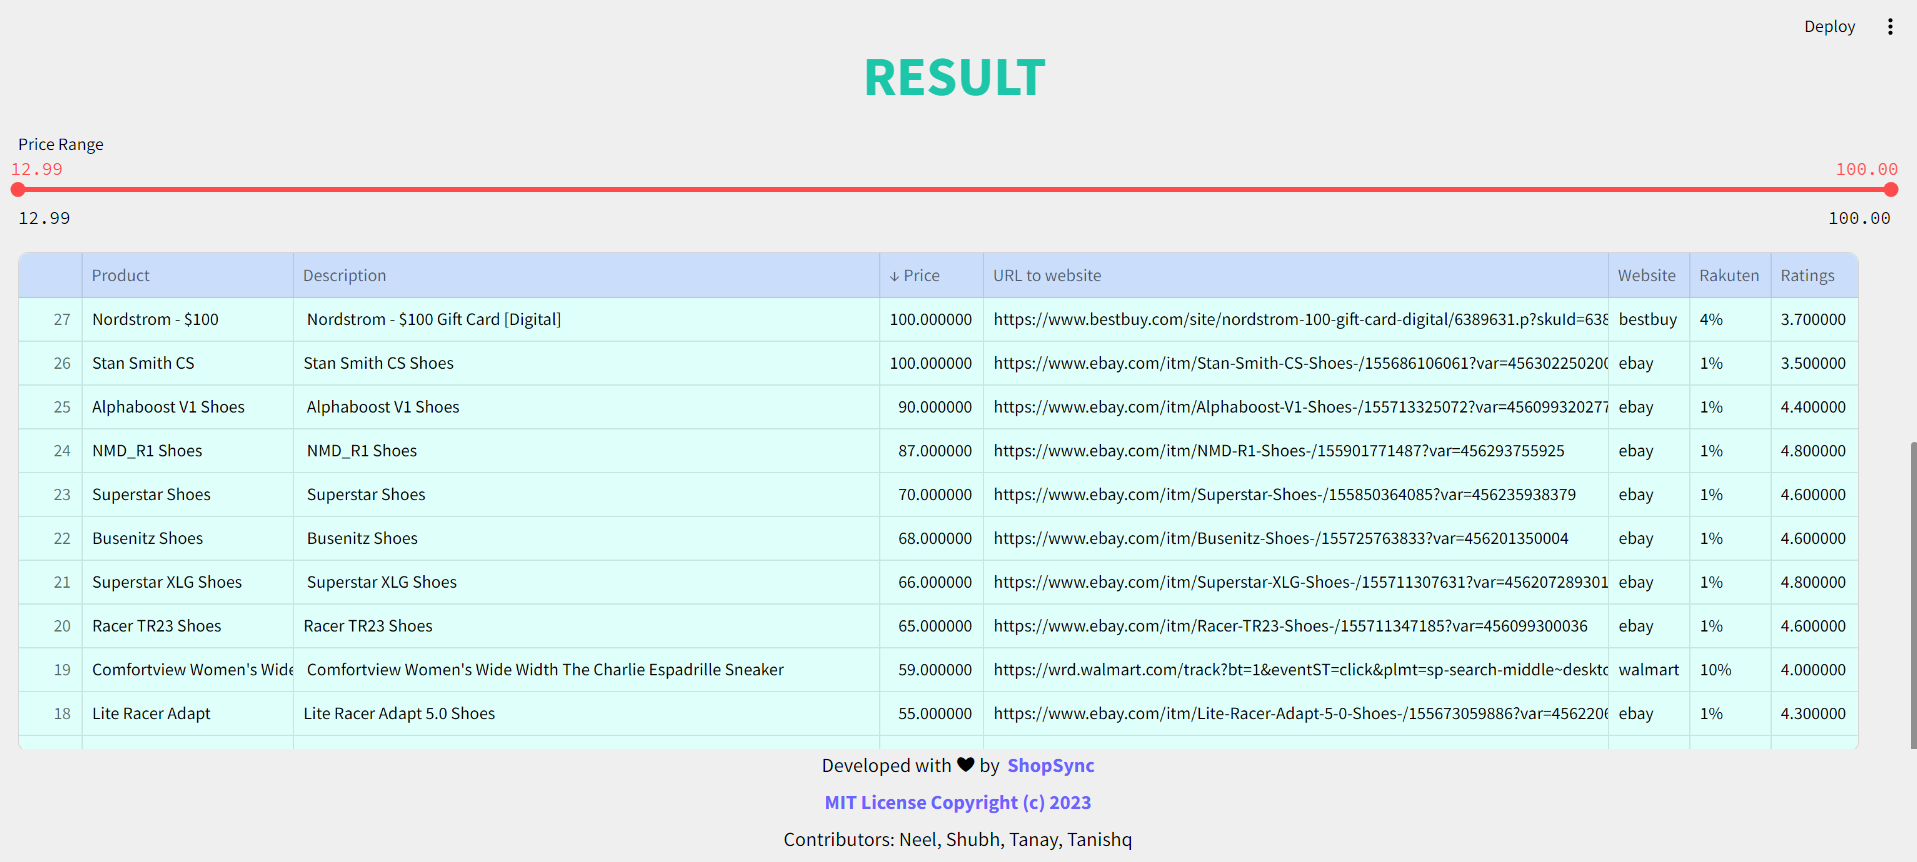 Deploy
RESULT
Price Range
12.99 100.00
12.99 100.00
Product Description ↓ Price URL to website Website Rakuten Ratings
27 Nordstrom - $100 Nordstrom - $100 Gift Card [Digital] 100.000000 https://www.bestbuy.com/site/nordstrom-100-gift-card-digital/6389631.p?skuId=638 bestbuy 4% 3.700000
26 Stan Smith CS Stan Smith CS Shoes 100.000000 https://www.ebay.com/itm/Stan-Smith-CS-Shoes-/155686106061?var=456302250200 ebay 1% 3.500000
25 Alphaboost V1 Shoes Alphaboost V1 Shoes 90.000000 https://www.ebay.com/itm/Alphaboost-V1-Shoes-/155713325072?var=456099320277 ebay 1% 4.400000
24 NMD_R1 Shoes NMD_R1 Shoes 87.000000 https://www.ebay.com/itm/NMD-R1-Shoes-/155901771487?var=456293755925 ebay 1% 4.800000
23 Superstar Shoes Superstar Shoes 70.000000 https://www.ebay.com/itm/Superstar-Shoes-/155850364085?var=456235938379 ebay 1% 4.600000
22 Busenitz Shoes Busenitz Shoes 68.000000 https://www.ebay.com/itm/Busenitz-Shoes-/155725763833?var=456201350004 ebay 1% 4.600000
21 Superstar XLG Shoes Superstar XLG Shoes 66.000000 https://www.ebay.com/itm/Superstar-XLG-Shoes-/155711307631?var=456207289301 ebay 1% 4.800000
20 Racer TR23 Shoes Racer TR23 Shoes 65.000000 https://www.ebay.com/itm/Racer-TR23-Shoes-/155711347185?var=456099300036 ebay 1% 4.600000
19 Comfortview Women's Wide Comfortview Women's Wide Width The Charlie Espadrille Sneaker 59.000000 https://wrd.walmart.com/track?bt=1&eventST=click&plmt=sp-search-middle~deskto walmart 10% 4.000000
18 Lite Racer Adapt Lite Racer Adapt 5.0 Shoes 55.000000 https://www.ebay.com/itm/Lite-Racer-Adapt-5-0-Shoes-/155673059886?var=4562206 ebay 1% 4.300000
Developed with ♥ by ShopSync
MIT License Copyright (c) 2023
Contributors: Neel, Shubh, Tanay, Tanishq